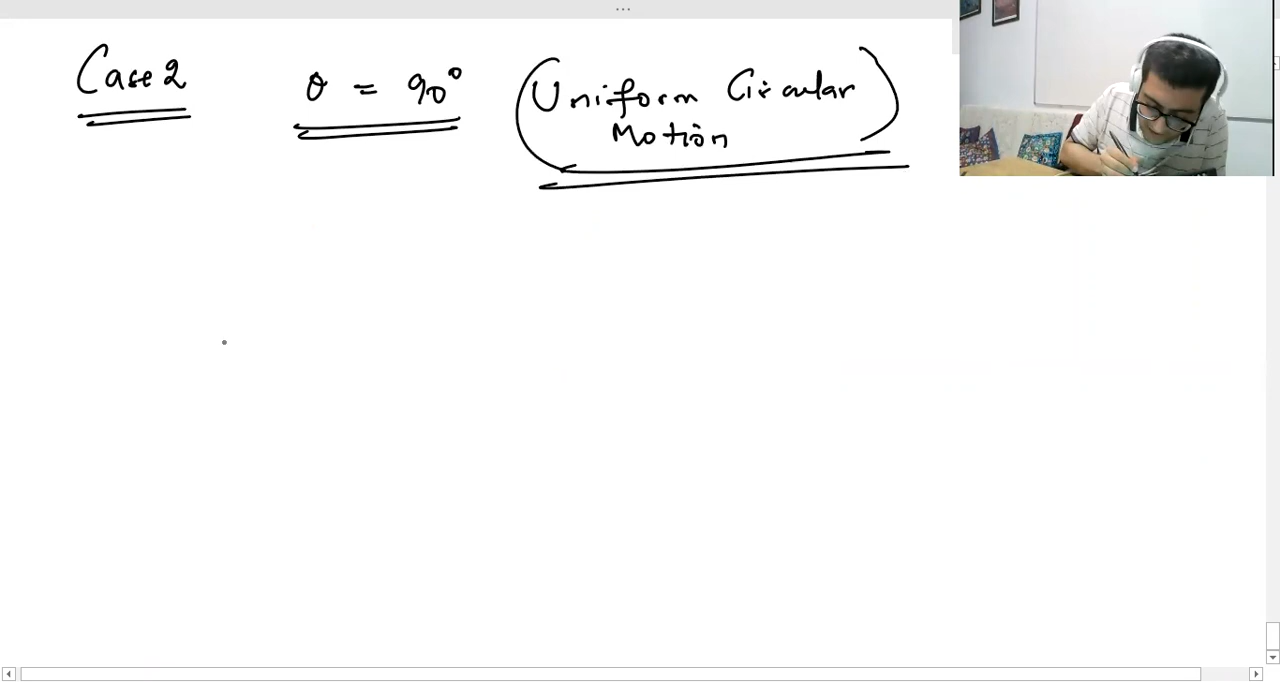 Case 2 θ = 90° (Uniform Circular
Motion)